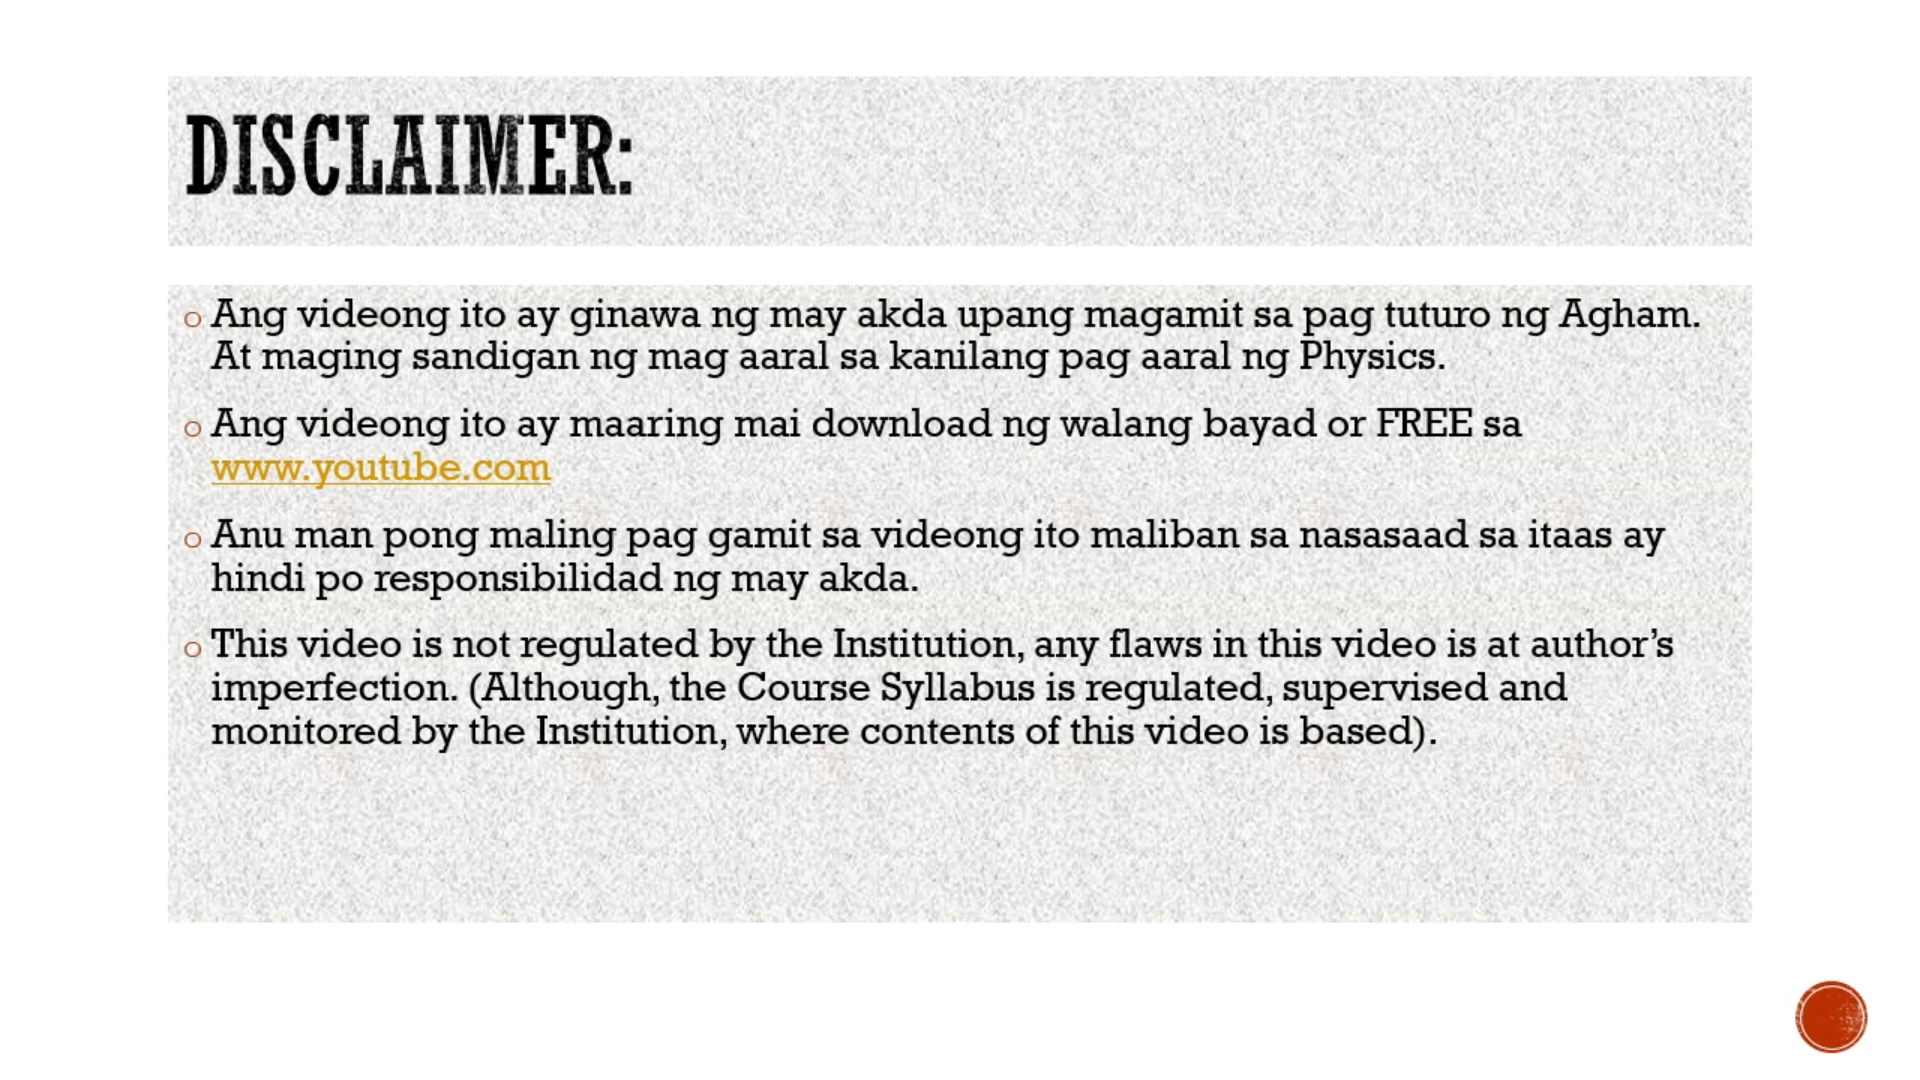 DISCLAIMER:
o Ang videong ito ay ginawa ng may akda upang magamit sa pag tuturo ng Agham.
At maging sandigan ng mag aaral sa kanilang pag aaral ng Physics.
o Ang videong ito ay maaring mai download ng walang bayad or FREE sa
www.youtube.com
o Anu man pong maling pag gamit sa videong ito maliban sa nasasaad sa itaas ay
hindi po responsibilidad ng may akda.
o This video is not regulated by the Institution, any flaws in this video is at author’s
imperfection. (Although, the Course Syllabus is regulated, supervised and
monitored by the Institution, where contents of this video is based).